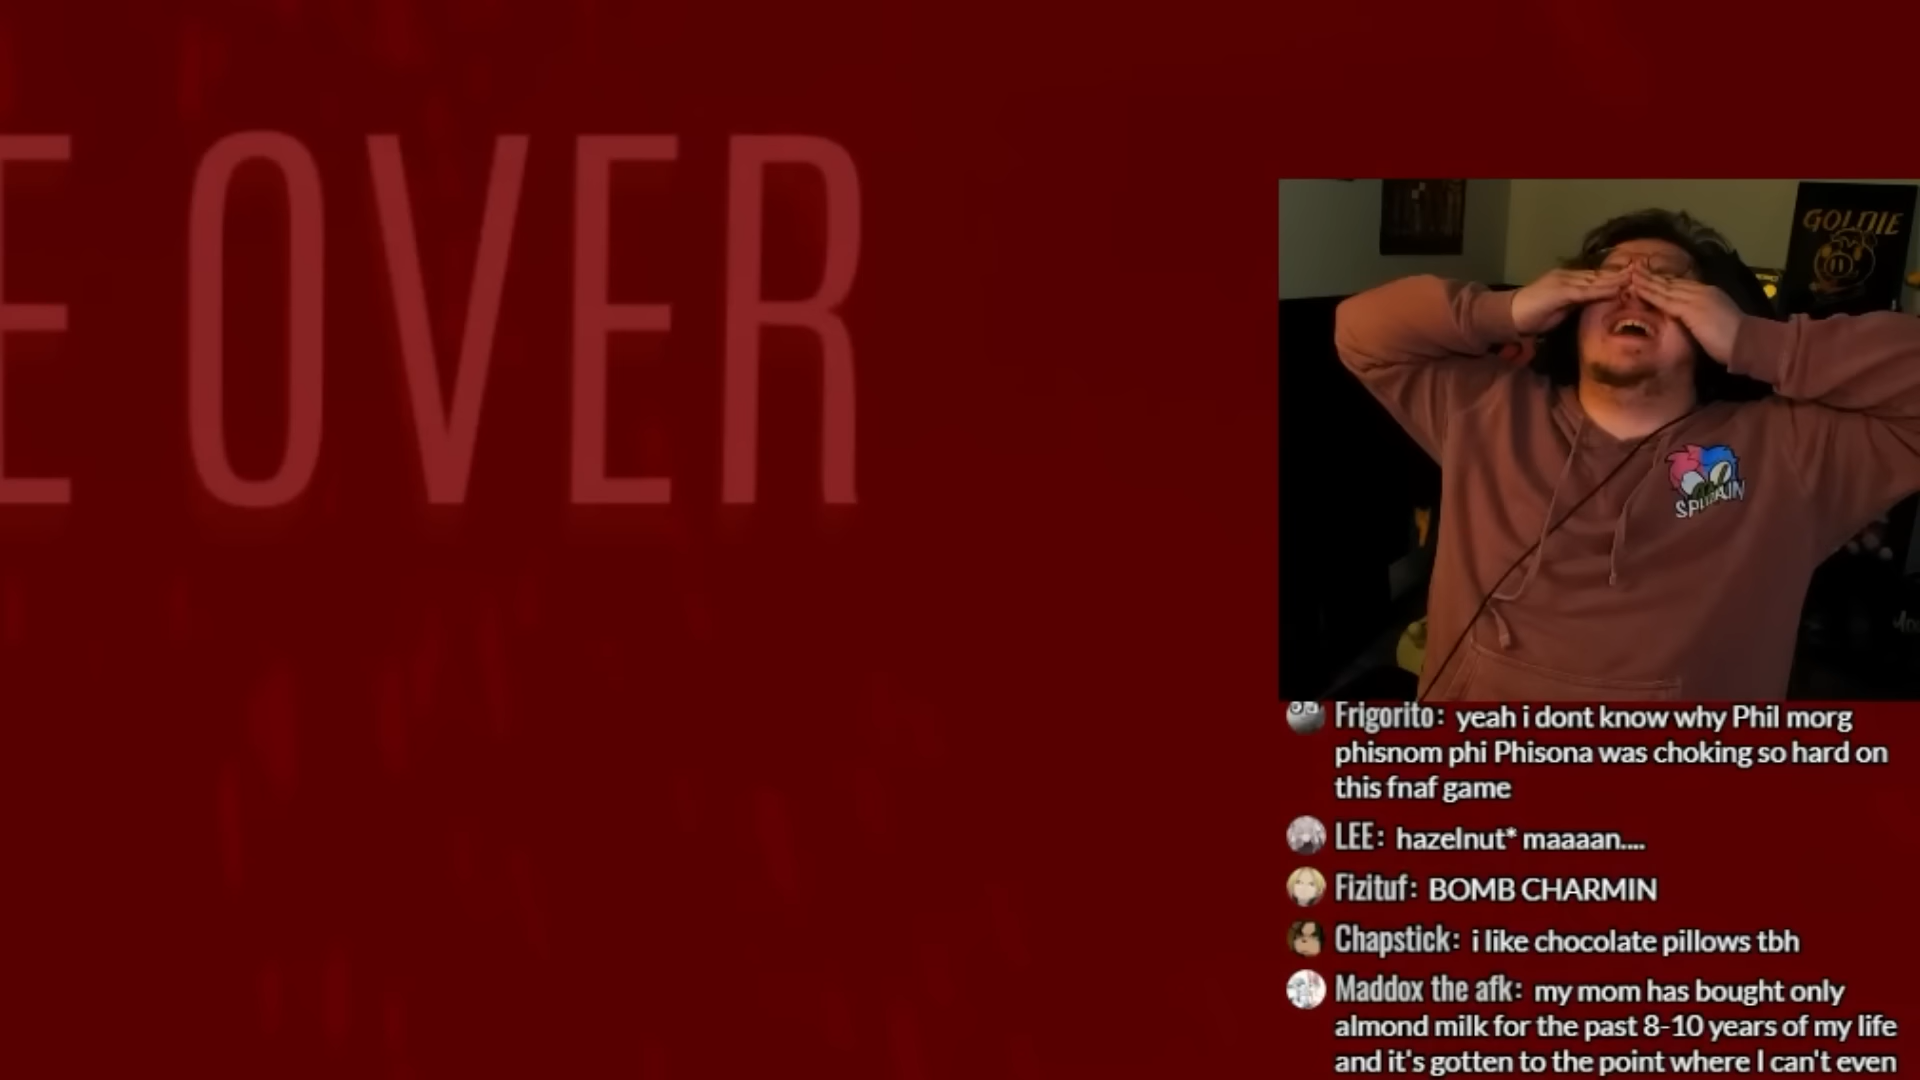 E OVER
GOLDIE
Frigorito: yeah i dont know why Phil morg
phisnom phi Phisona was choking so hard on
this fnaf game
LEE: hazelnut* maaaan....
Fizituf: BOMB CHARMIN
Chapstick: i like chocolate pillows tbh
Maddox the afk: my mom has bought only
almond milk for the past 8-10 years of my life
and it's gotten to the point where I can't even